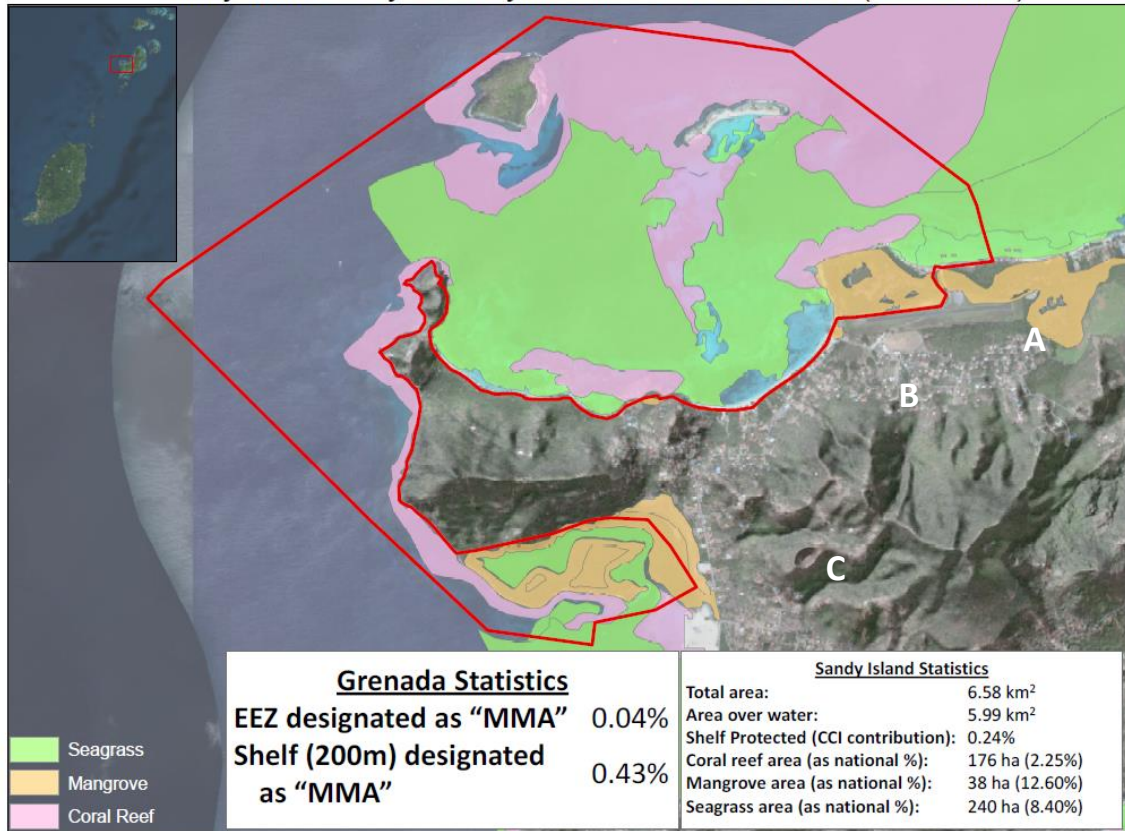 A
B
C
Grenada Statistics
EEZ designated as “MMA” 0.04%
Shelf (200m) designated
as “MMA” 0.43%
Sandy Island Statistics
Total area: 6.58 km²
Area over water: 5.99 km²
Shelf Protected (CCI contribution): 0.24%
Coral reef area (as national %): 176 ha (2.25%)
Mangrove area (as national %): 38 ha (12.60%)
Seagrass area (as national %): 240 ha (8.40%)
Seagrass
Mangrove
Coral Reef